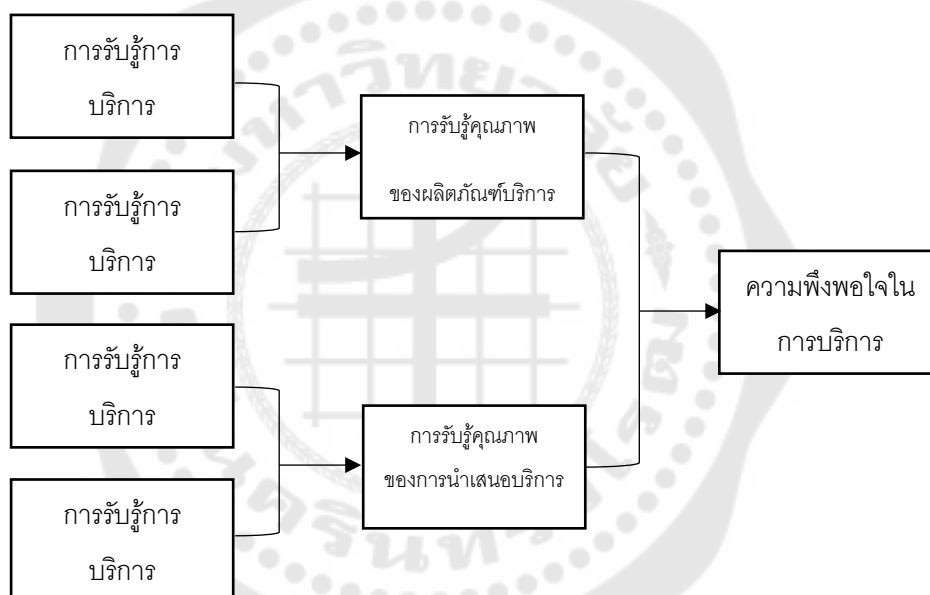 การรับรู้การ
บริการ
การรับรู้การ
บริการ
การรับรู้การ
บริการ
การรับรู้การ
บริการ
การรับรู้คุณภาพ
ของผลิตภัณฑ์บริการ
การรับรู้คุณภาพ
ของการนำเสนอบริการ
ความพึงพอใจใน
การบริการ